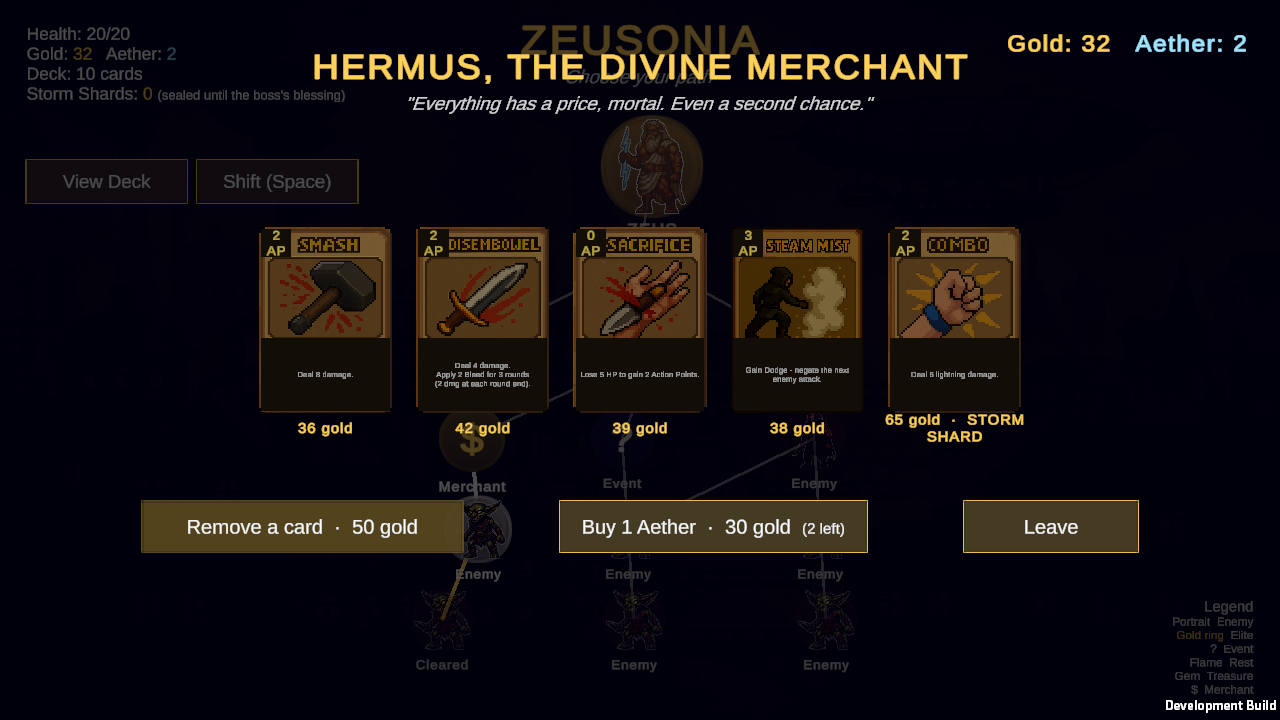 Health: 20/20
Gold: 32 Aether: 2
Deck: 10 cards
Storm Shards: 0 (sealed until the boss's blessing)
ZEUSONIA
Choose your path
HERMUS, THE DIVINE MERCHANT
"Everything has a price, mortal. Even a second chance."
Gold: 32 Aether: 2
View Deck
Shift (Space)
ZEUS
2 AP
SMASH
Deal 8 damage.
36 gold
2 AP
DISEMBOWEL
Deal 4 damage.
Apply 2 Bleed for 3 rounds
(2 dmg at each round end).
42 gold
0 AP
SACRIFICE
Lose 5 HP to gain 2 Action Points.
39 gold
3 AP
STEAM MIST
Gain Dodge - negate the next
enemy attack.
38 gold
2 AP
COMBO
Deal 5 lightning damage.
65 gold · STORM
SHARD
$
?
Merchant
Event
Enemy
Remove a card · 50 gold
Buy 1 Aether · 30 gold (2 left)
Leave
Enemy
Enemy
Enemy
Cleared
Enemy
Enemy
Legend
Portrait Enemy
Gold ring Elite
? Event
Flame Rest
Gem Treasure
$ Merchant
Development Build